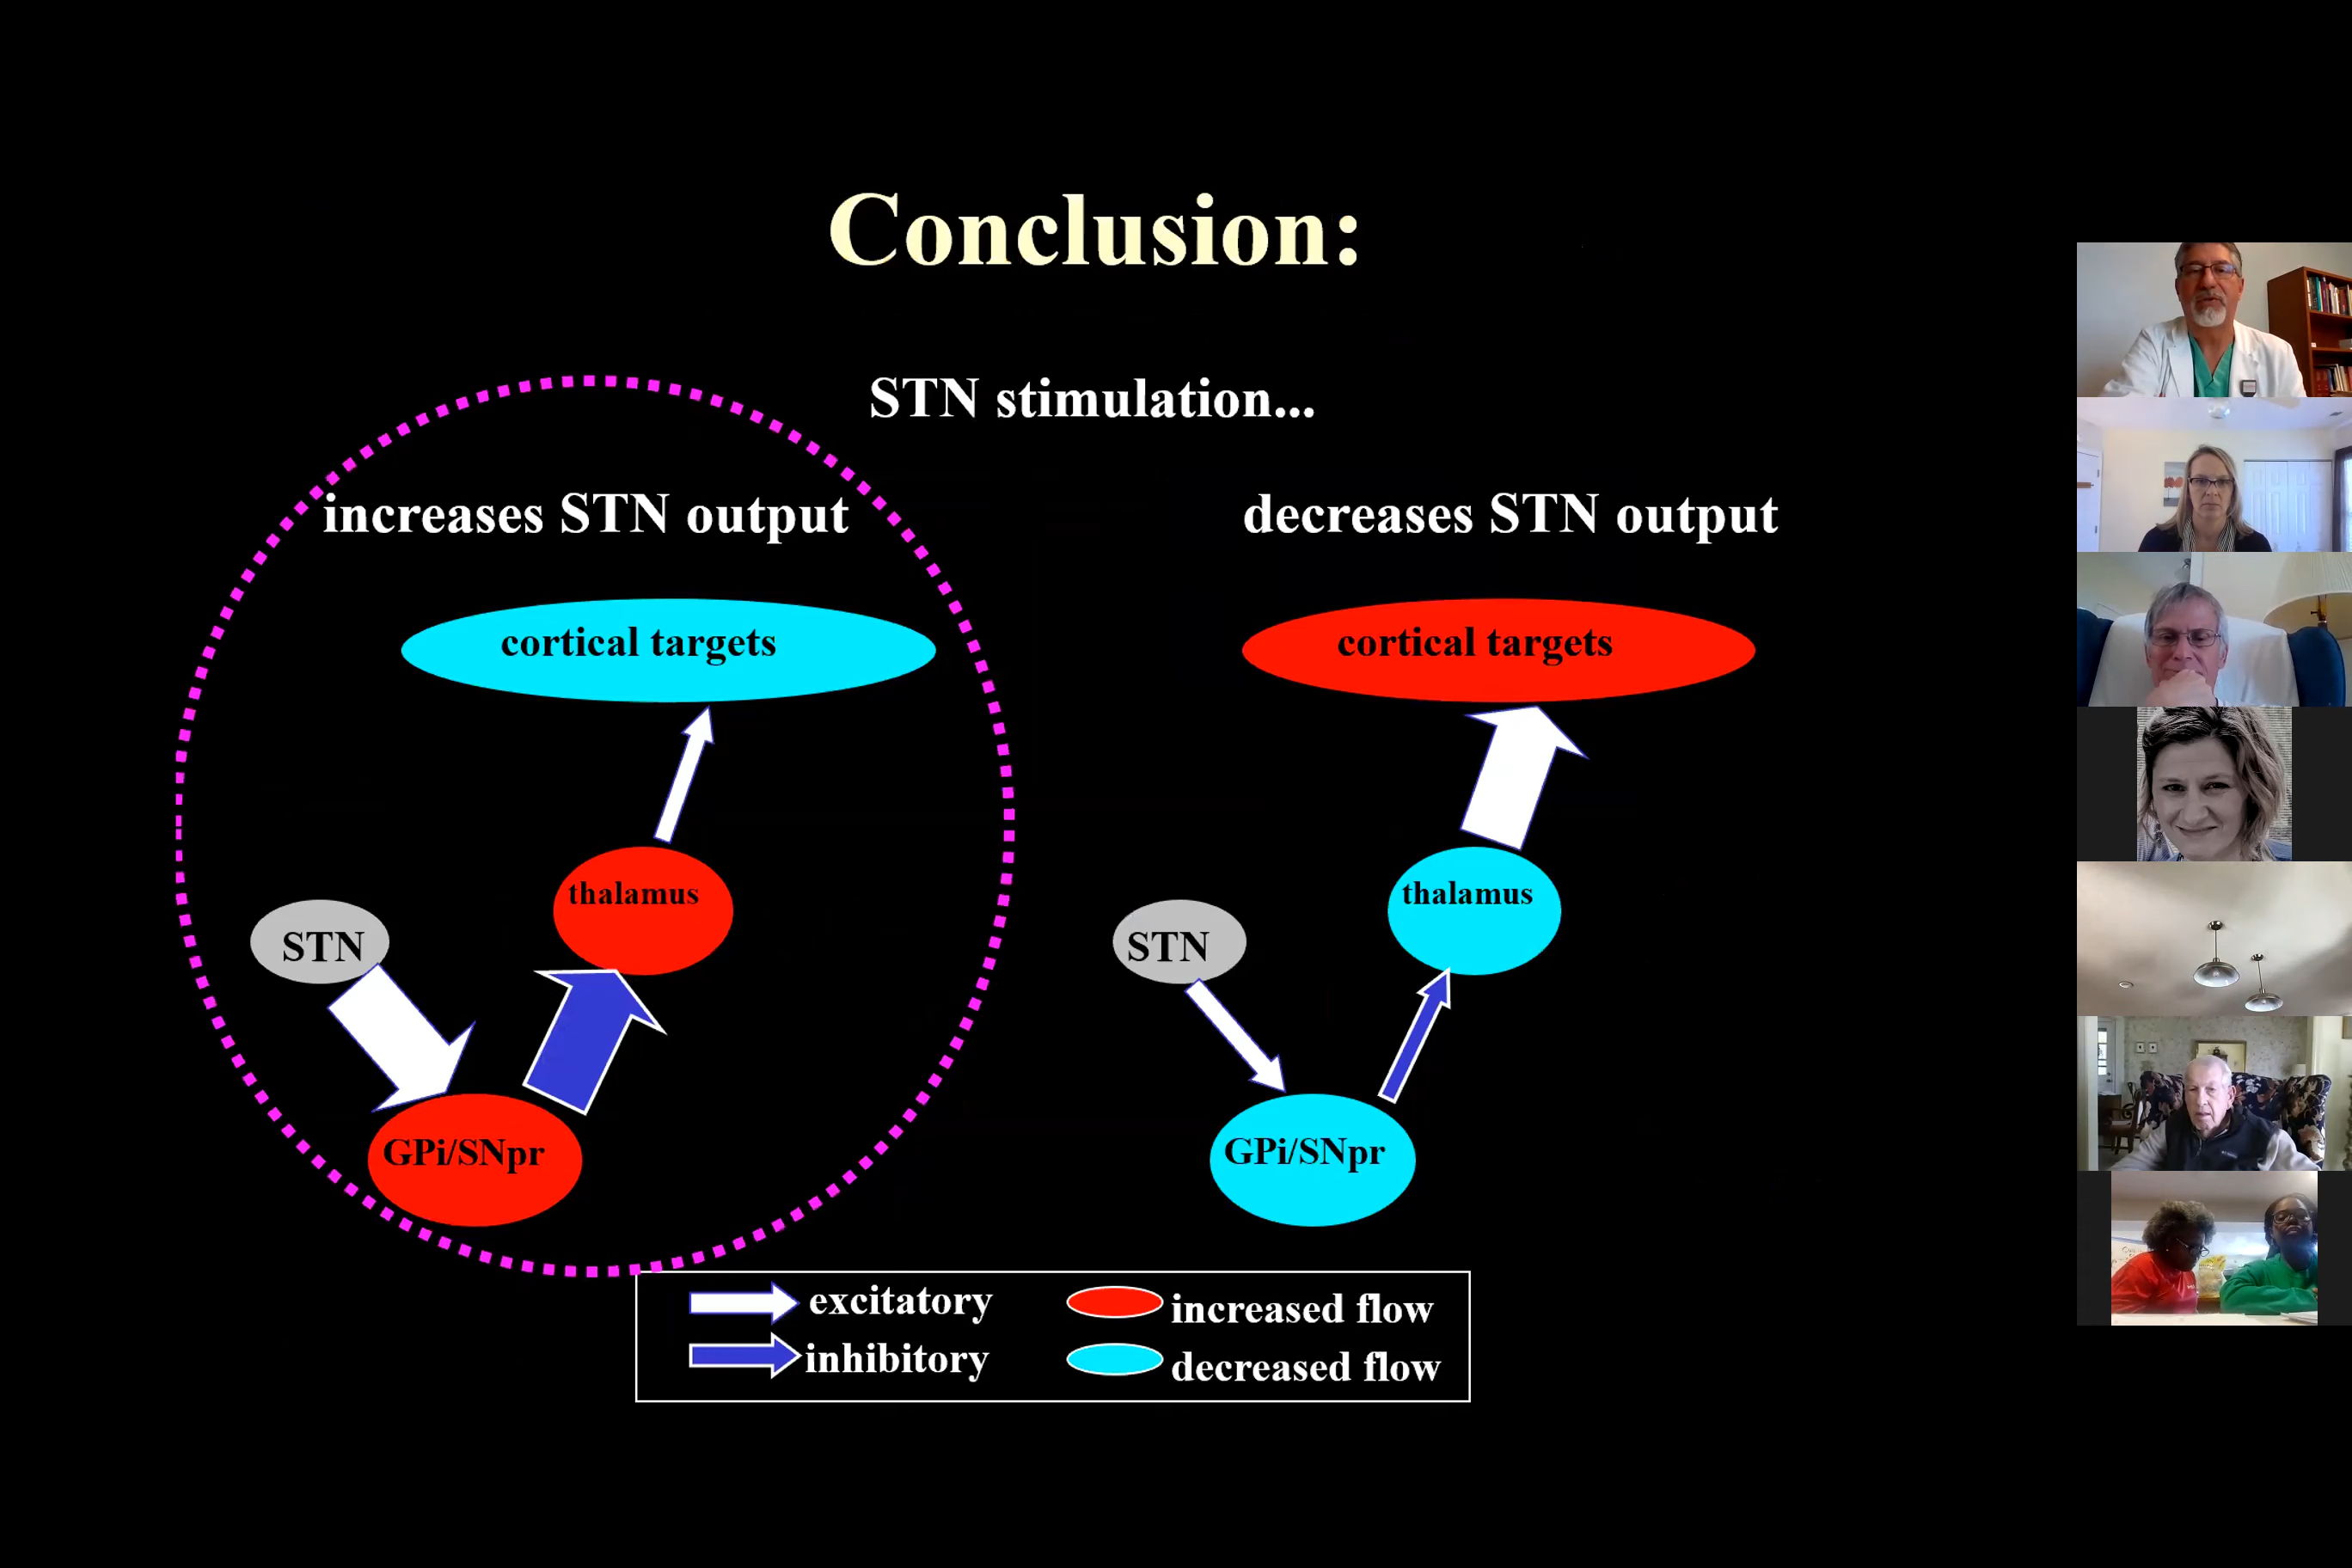 Conclusion:
STN stimulation...
increases STN output
decreases STN output
cortical targets
cortical targets
thalamus
thalamus
STN
STN
GPi/SNpr
GPi/SNpr
excitatory
increased flow
inhibitory
decreased flow